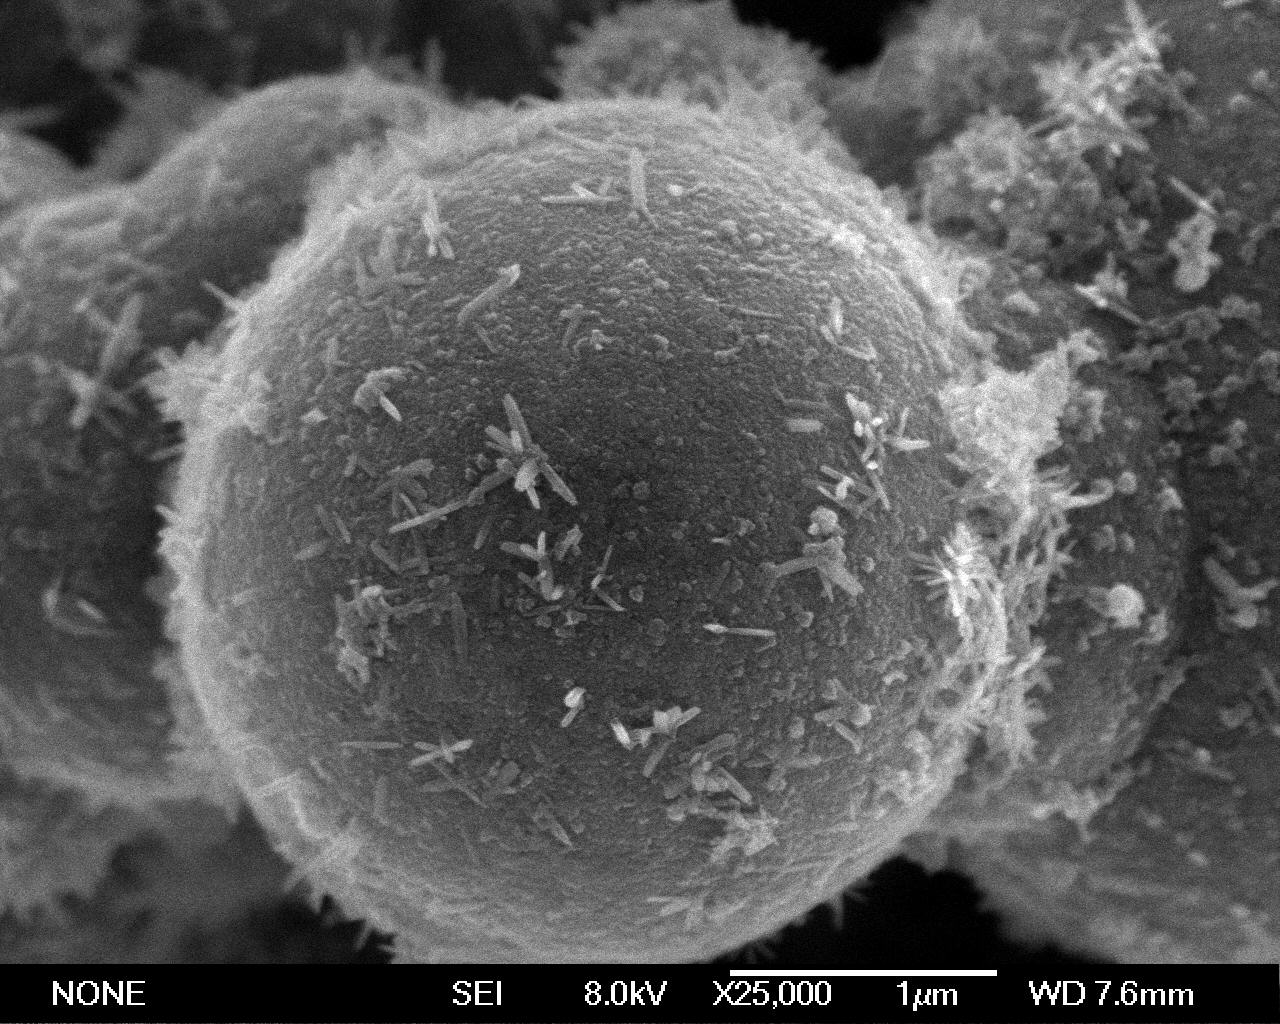 NONE SEI 8.0kV X25,000 1μm WD 7.6mm